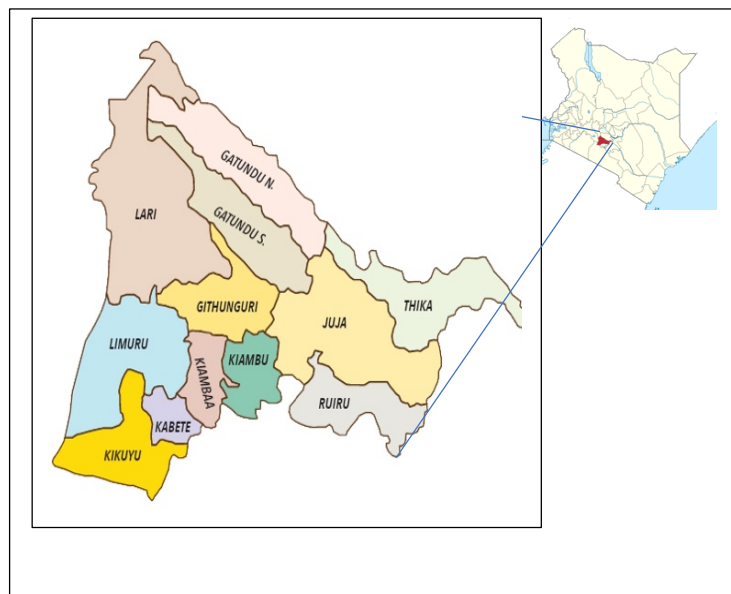 GATUNDU N.
LARI
GATUNDU S.
GITHUNGURI
THIKA
JUJA
LIMURU
KIAMBAA
KIAMBU
RUIRU
KABETE
KIKUYU